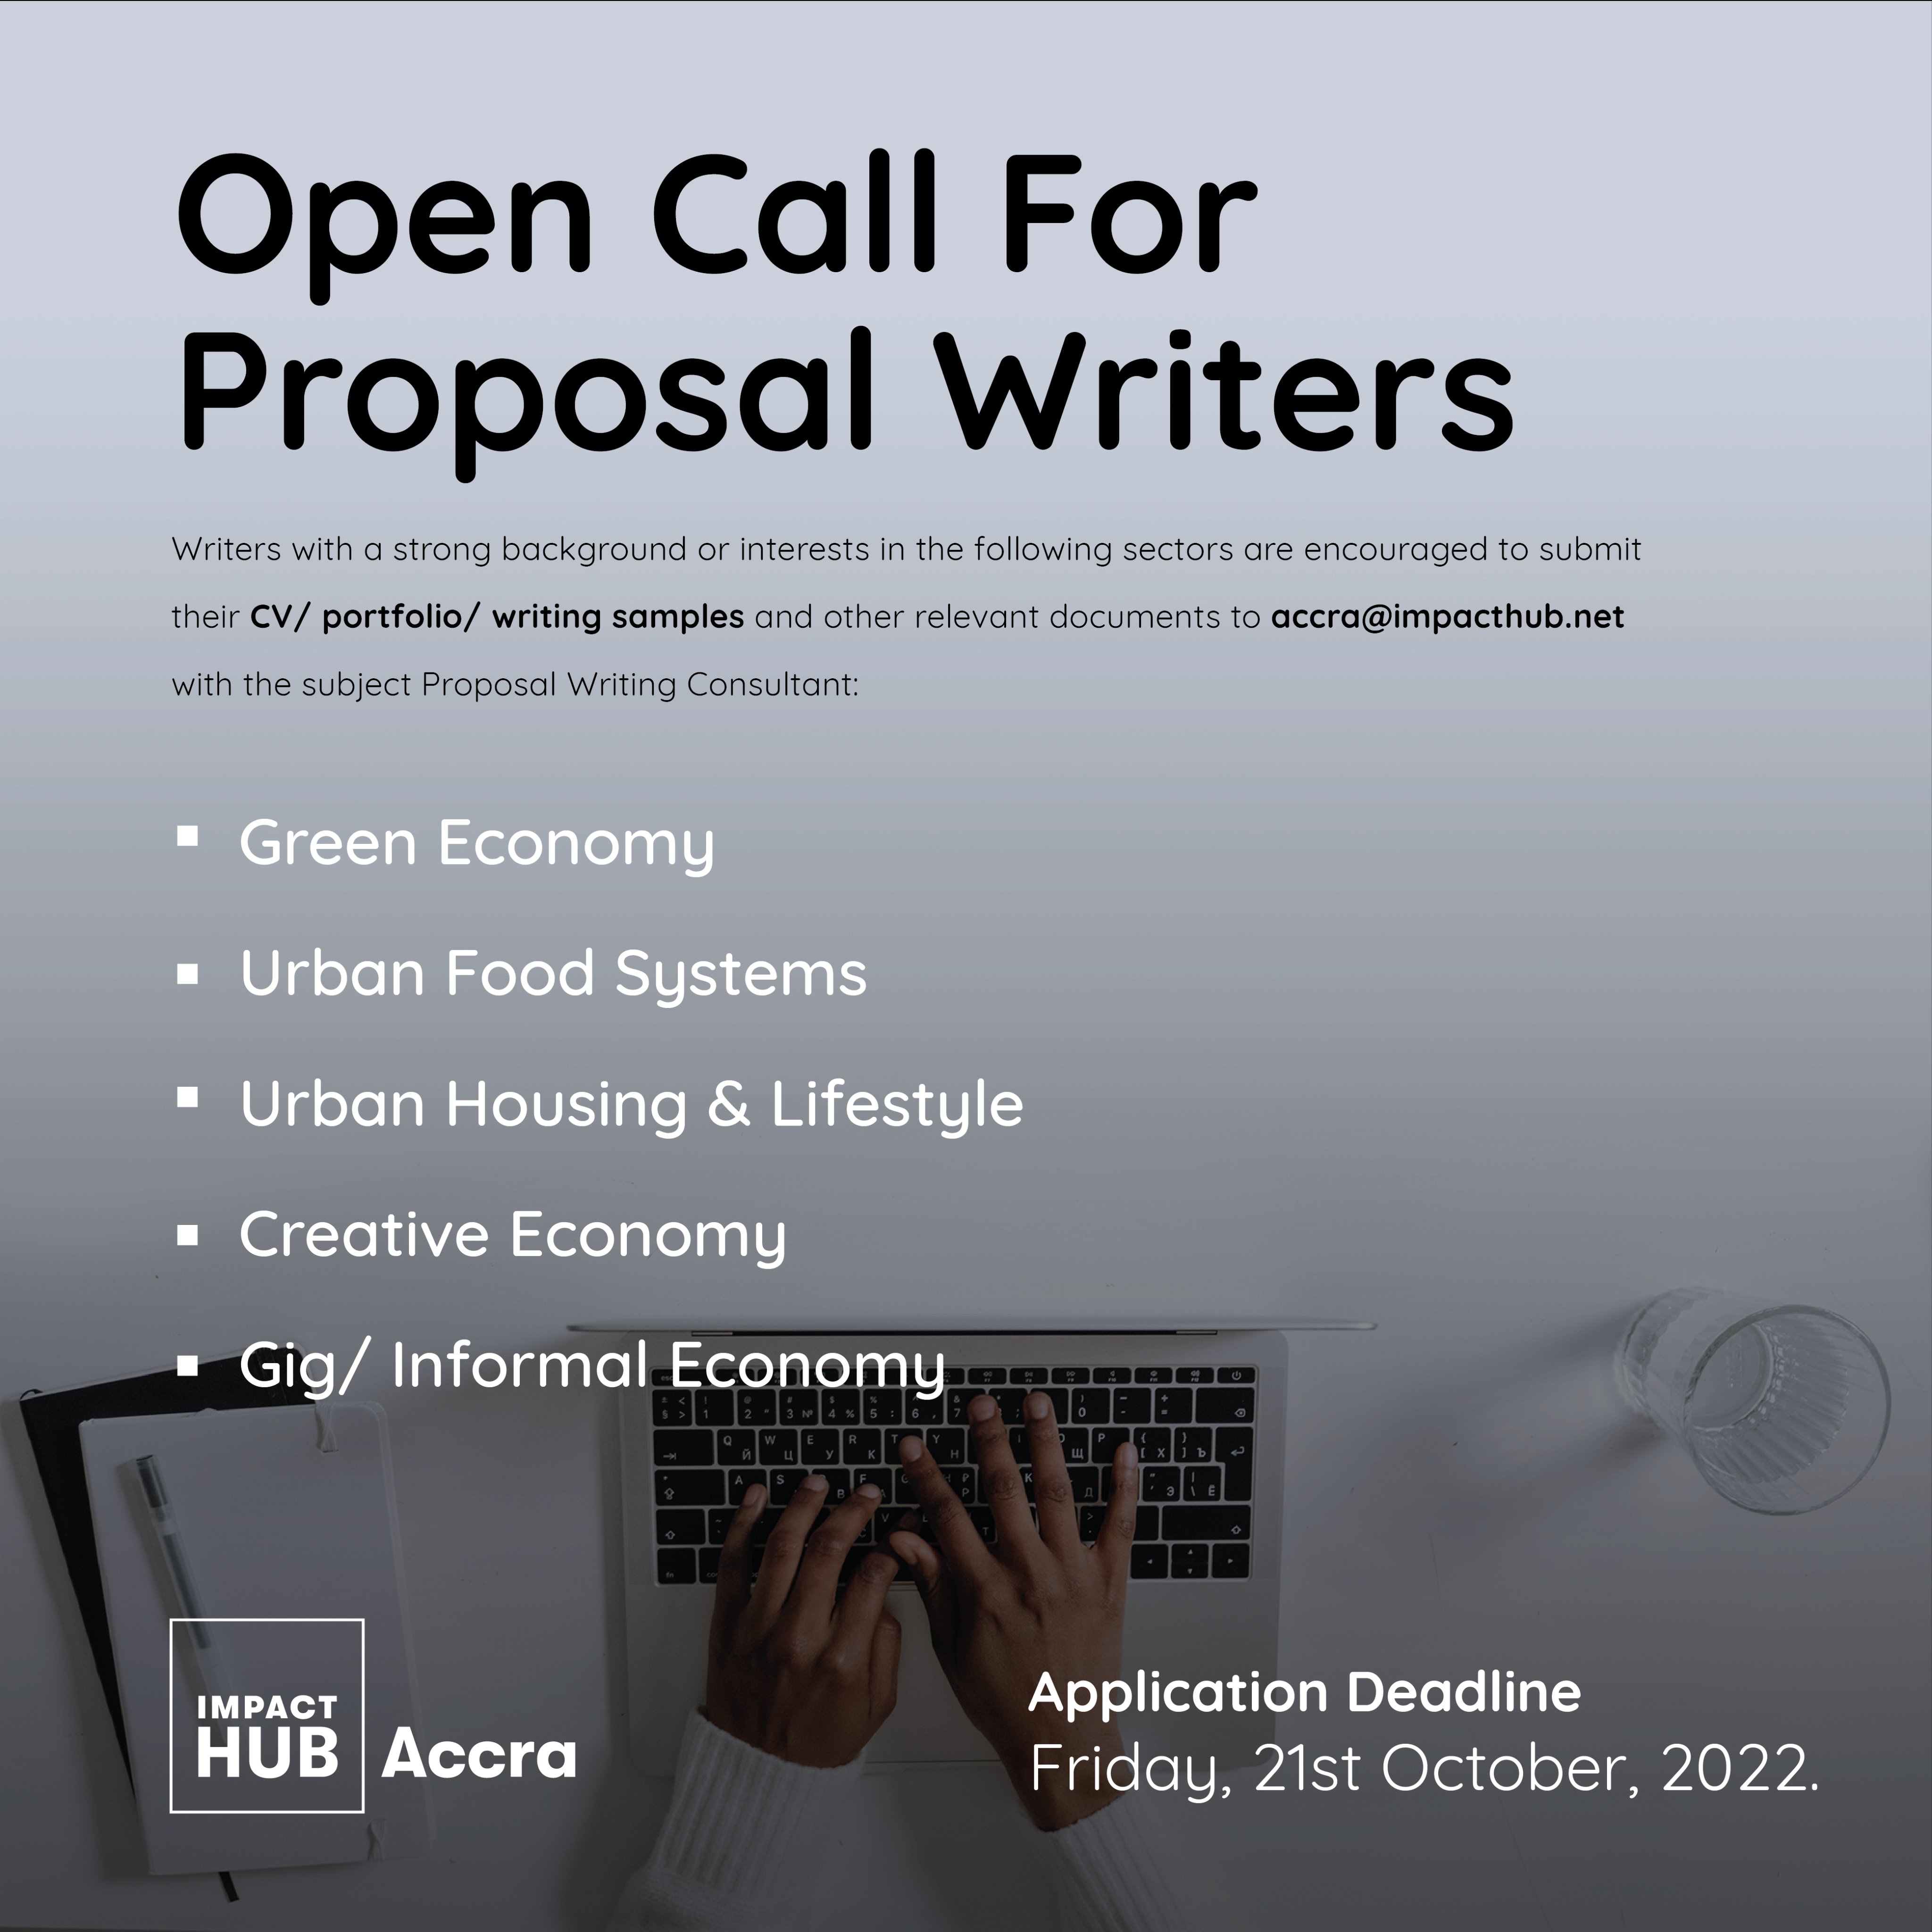 Open Call For
Proposal Writers
Writers with a strong background or interests in the following sectors are encouraged to submit
their CV/ portfolio/ writing samples and other relevant documents to accra@impacthub.net
with the subject Proposal Writing Consultant:
▪ Green Economy
▪ Urban Food Systems
▪ Urban Housing & Lifestyle
▪ Creative Economy
▪ Gig/ Informal Economy
IMPACT
HUB Accra
Application Deadline
Friday, 21st October, 2022.